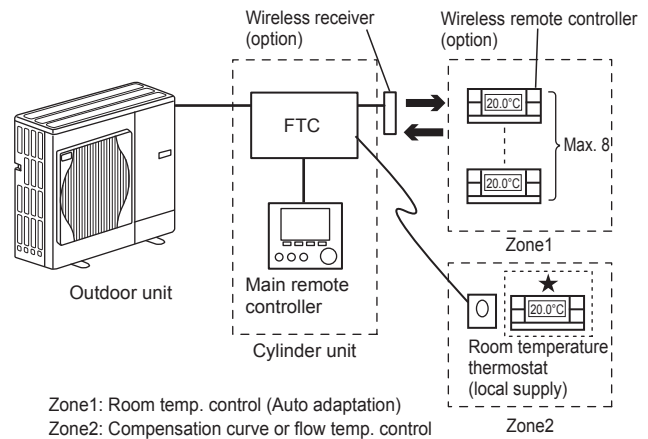 Wireless receiver
(option)
Wireless remote controller
(option)
FTC
20.0°C
Max. 8
20.0°C
Zone1
Outdoor unit
Main remote
controller
Cylinder unit
★
20.0°C
Room temperature
thermostat
(local supply)
Zone2
Zone1: Room temp. control (Auto adaptation)
Zone2: Compensation curve or flow temp. control